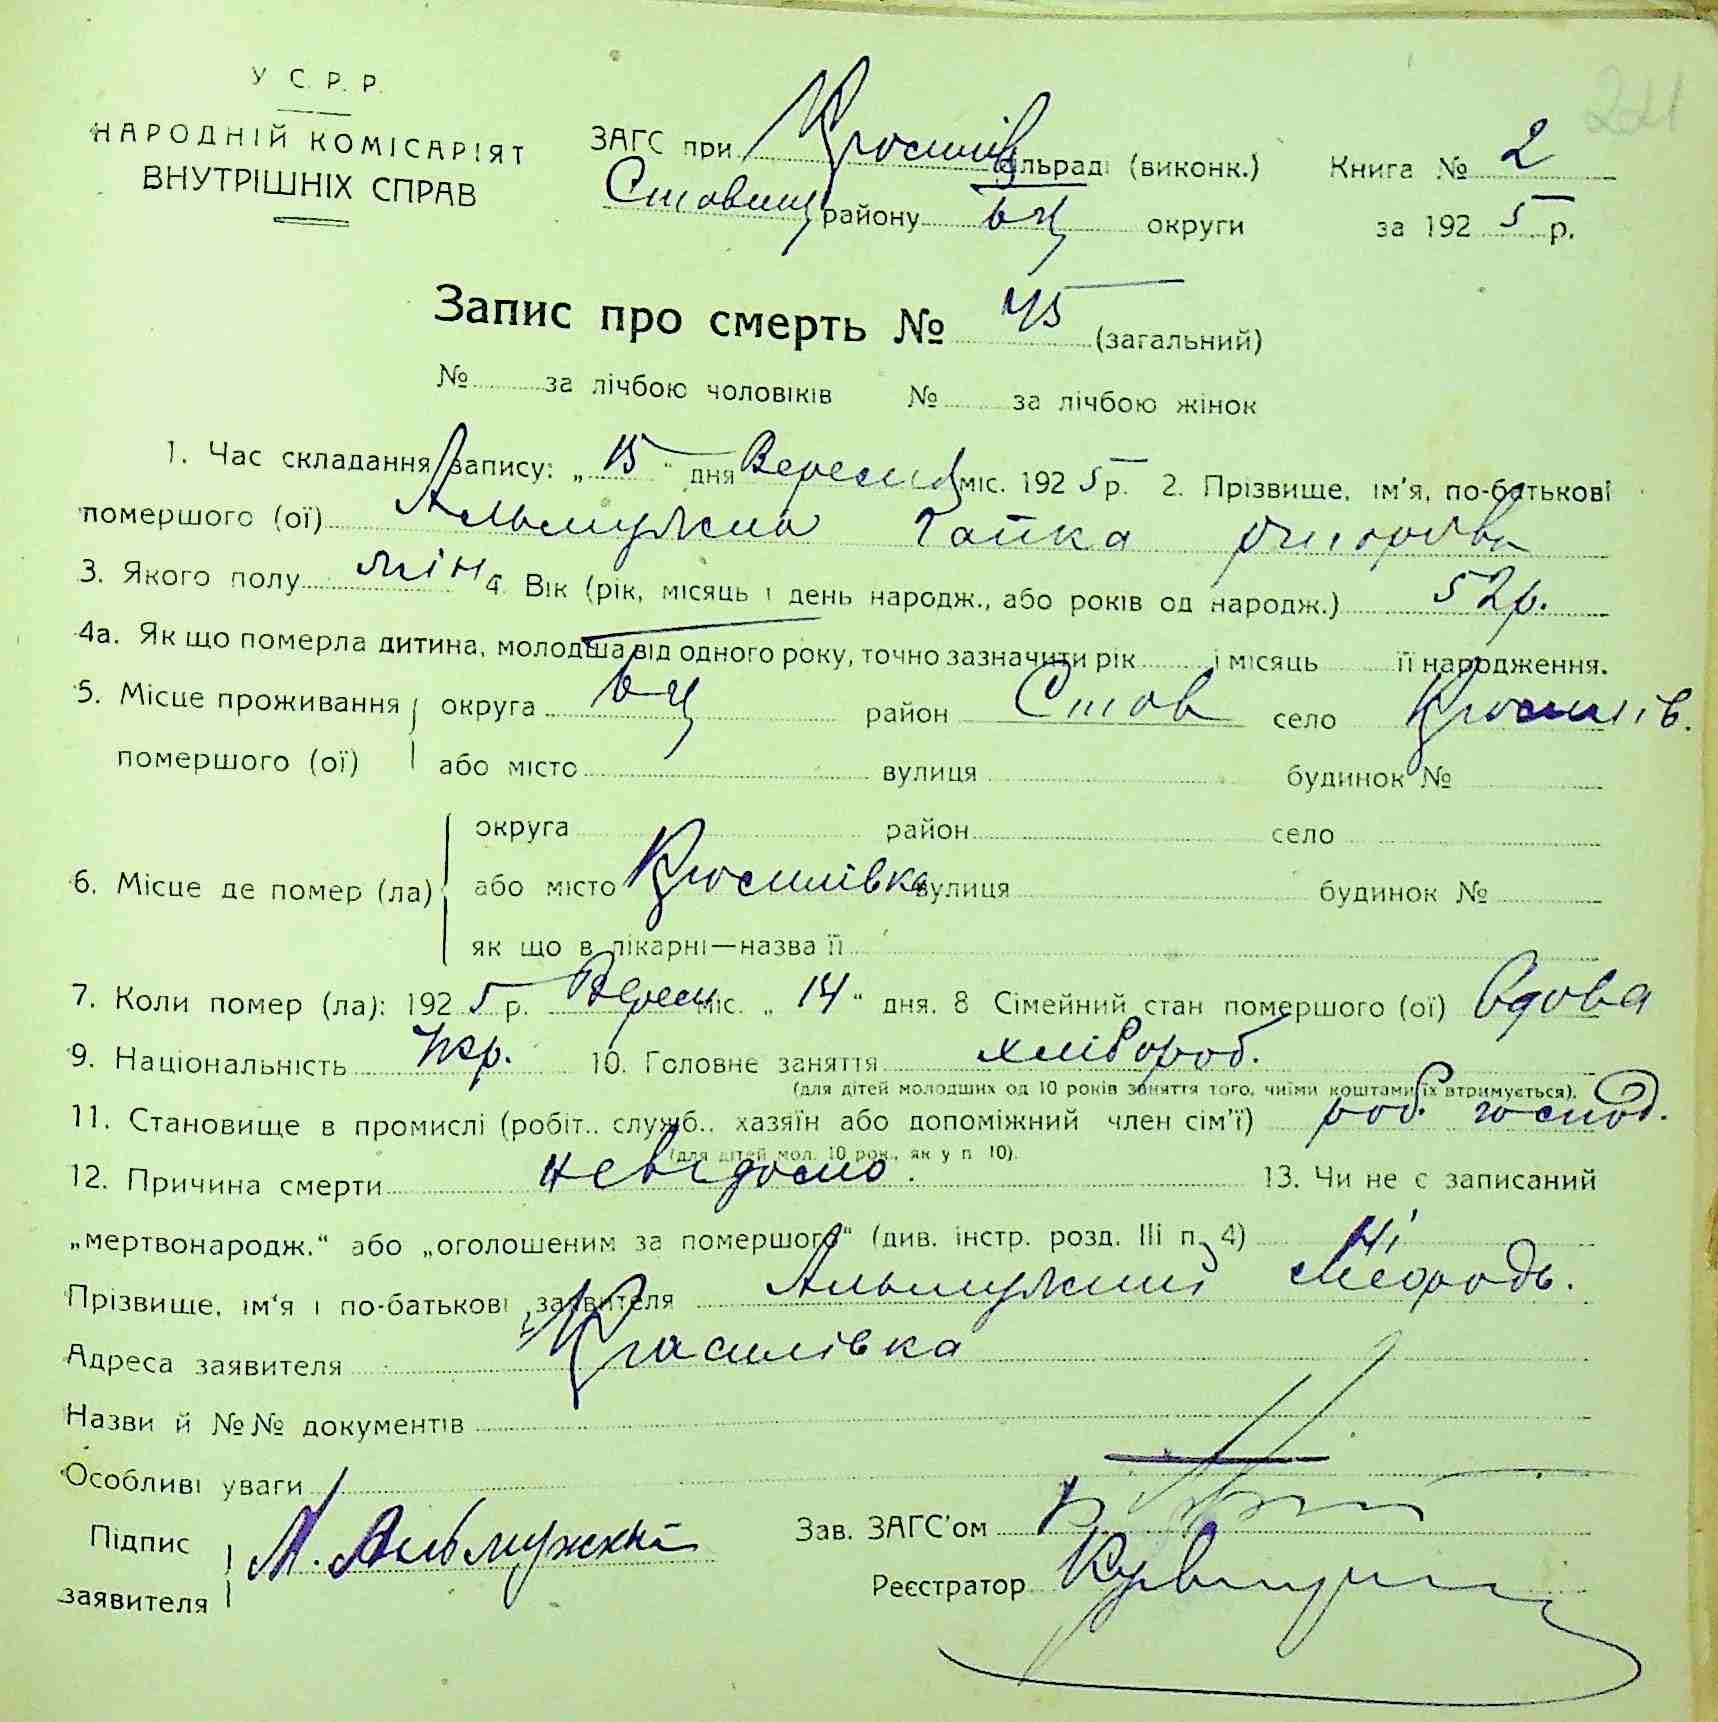 У С. Р. Р.
НАРОДНІЙ КОМІСАРІЯТ
ВНУТРІШНІХ СПРАВ
ЗАГС при Красилів сільраді (виконк.) Книга № 2
Ставищ району БЦ округи за 1925 р.
Запис про смерть № 45 (загальний)
№ за лічбою чоловіків № за лічбою жінок
1. Час складання запису: „15“ дня Вересня міс. 1925 р. 2. Прізвище, ім'я, по-батькові
помершого (ої) Альмужна
3. Якого полу жін 4. Вік (рік, місяць і день народж., або років од народж.) 52 р.
4а. Як що померла дитина, молодша від одного року, точно зазначити рік і місяць її народження.
5. Місце проживання округа БЦ район Став село Красилів.
помершого (ої) або місто вулиця будинок №
округа район село
6. Місце де помер (ла) або місто Красилівка вулиця будинок №
як що в лікарні—назва її
7. Коли помер (ла): 1925 р. Верес міс. „14“ дня. 8 Сімейний стан помершого (ої) Вдова
9. Національність Укр. 10. Головне заняття хлібороб.
(для дітей молодших од 10 років заняття того, чиїми коштами їх втримується).
11. Становище в промислі (робіт., служб., хазяїн або допоміжний член сім'ї) роб. господ.
(для дітей мол. 10 рок., як у п 10).
12. Причина смерти невідомо. 13. Чи не є записаний
„мертвонародж.“ або „оголошеним за помершого“ (див. інстр. розд. III п. 4) Ні
Прізвище, ім'я і по-батькові заявителя Альмужний
Адреса заявителя Красилівка
Назви й №№ документів
Особливі уваги
Підпис М. Альмужний Зав. ЗАГС'ом
заявителя Реєстратор